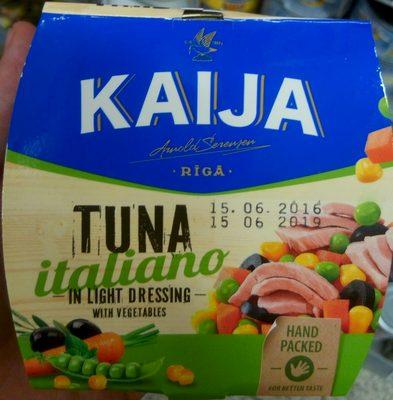 KAIJA
Arnold Sørensen
RĪGĀ
15.06.2016
15 06 2019
TUNA
italiano
IN LIGHT DRESSING
WITH VEGETABLES
HAND
PACKED
FOR BETTER TASTE